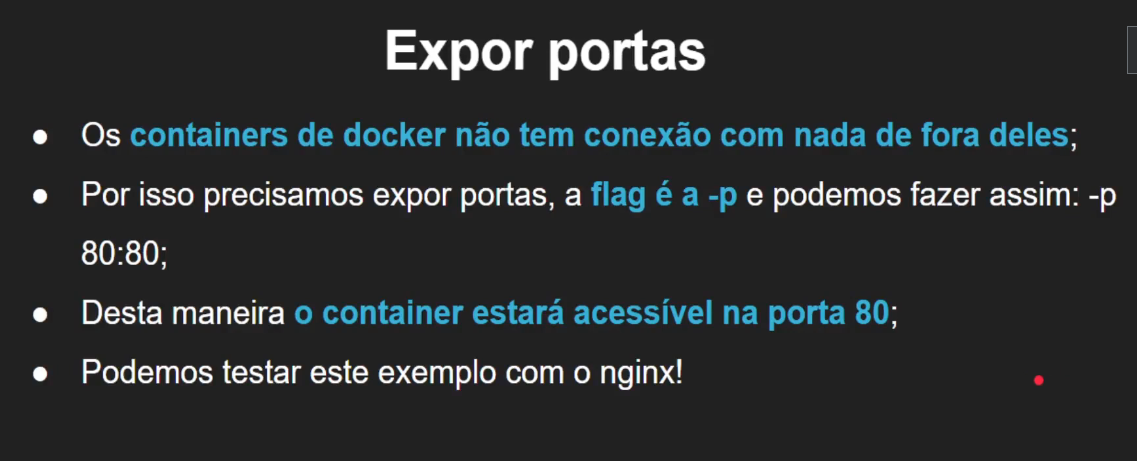 Expor portas
● Os containers de docker não tem conexão com nada de fora deles;
● Por isso precisamos expor portas, a flag é a -p e podemos fazer assim: -p
80:80;
● Desta maneira o container estará acessível na porta 80;
● Podemos testar este exemplo com o nginx!